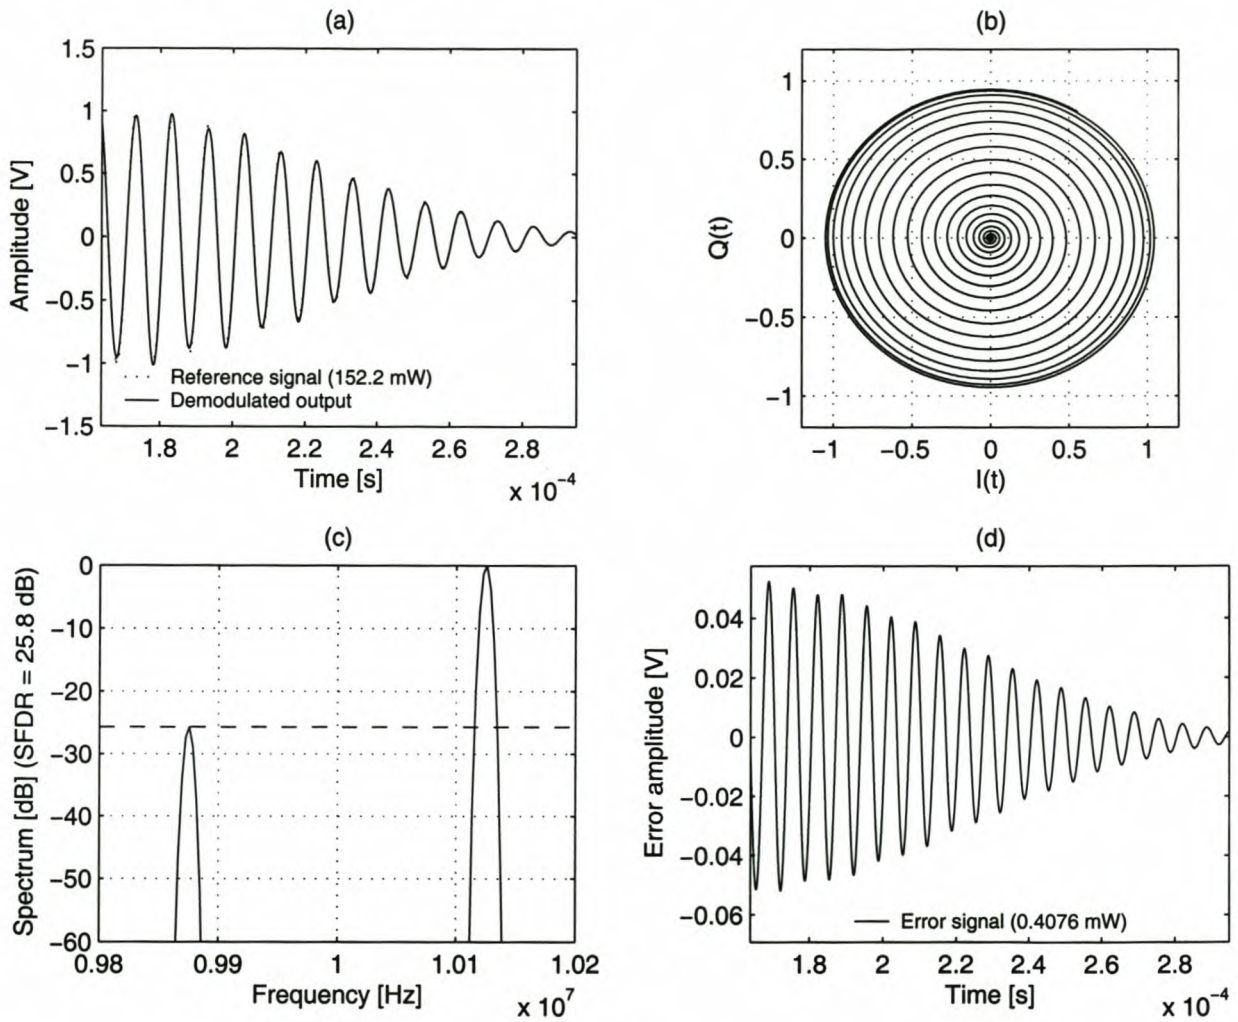 (a)
1.5
1
0.5
0
−0.5
−1
−1.5
Amplitude [V]
Reference signal (152.2 mW)
Demodulated output
1.8 2 2.2 2.4 2.6 2.8
Time [s]
x 10⁻⁴
(b)
1
0.5
0
−0.5
−1
Q(t)
−1 −0.5 0 0.5 1
I(t)
(c)
0
−10
−20
−30
−40
−50
−60
Spectrum [dB] (SFDR = 25.8 dB)
0.98 0.99 1 1.01 1.02
Frequency [Hz]
x 10⁷
(d)
0.04
0.02
0
−0.02
−0.04
−0.06
Error amplitude [V]
Error signal (0.4076 mW)
1.8 2 2.2 2.4 2.6 2.8
Time [s]
x 10⁻⁴